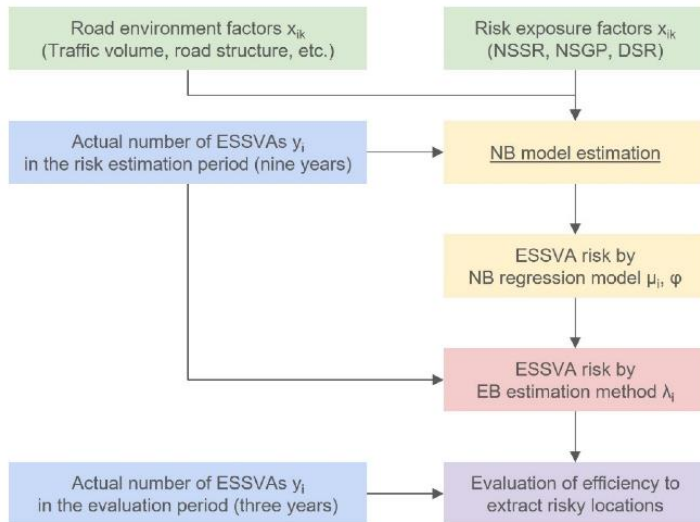 Road environment factors xᵢₖ
(Traffic volume, road structure, etc.)
Risk exposure factors xᵢₖ
(NSSR, NSGP, DSR)
Actual number of ESSVAs yᵢ
in the risk estimation period (nine years)
NB model estimation
ESSVA risk by
NB regression model μᵢ, φ
ESSVA risk by
EB estimation method λᵢ
Actual number of ESSVAs yᵢ
in the evaluation period (three years)
Evaluation of efficiency to
extract risky locations